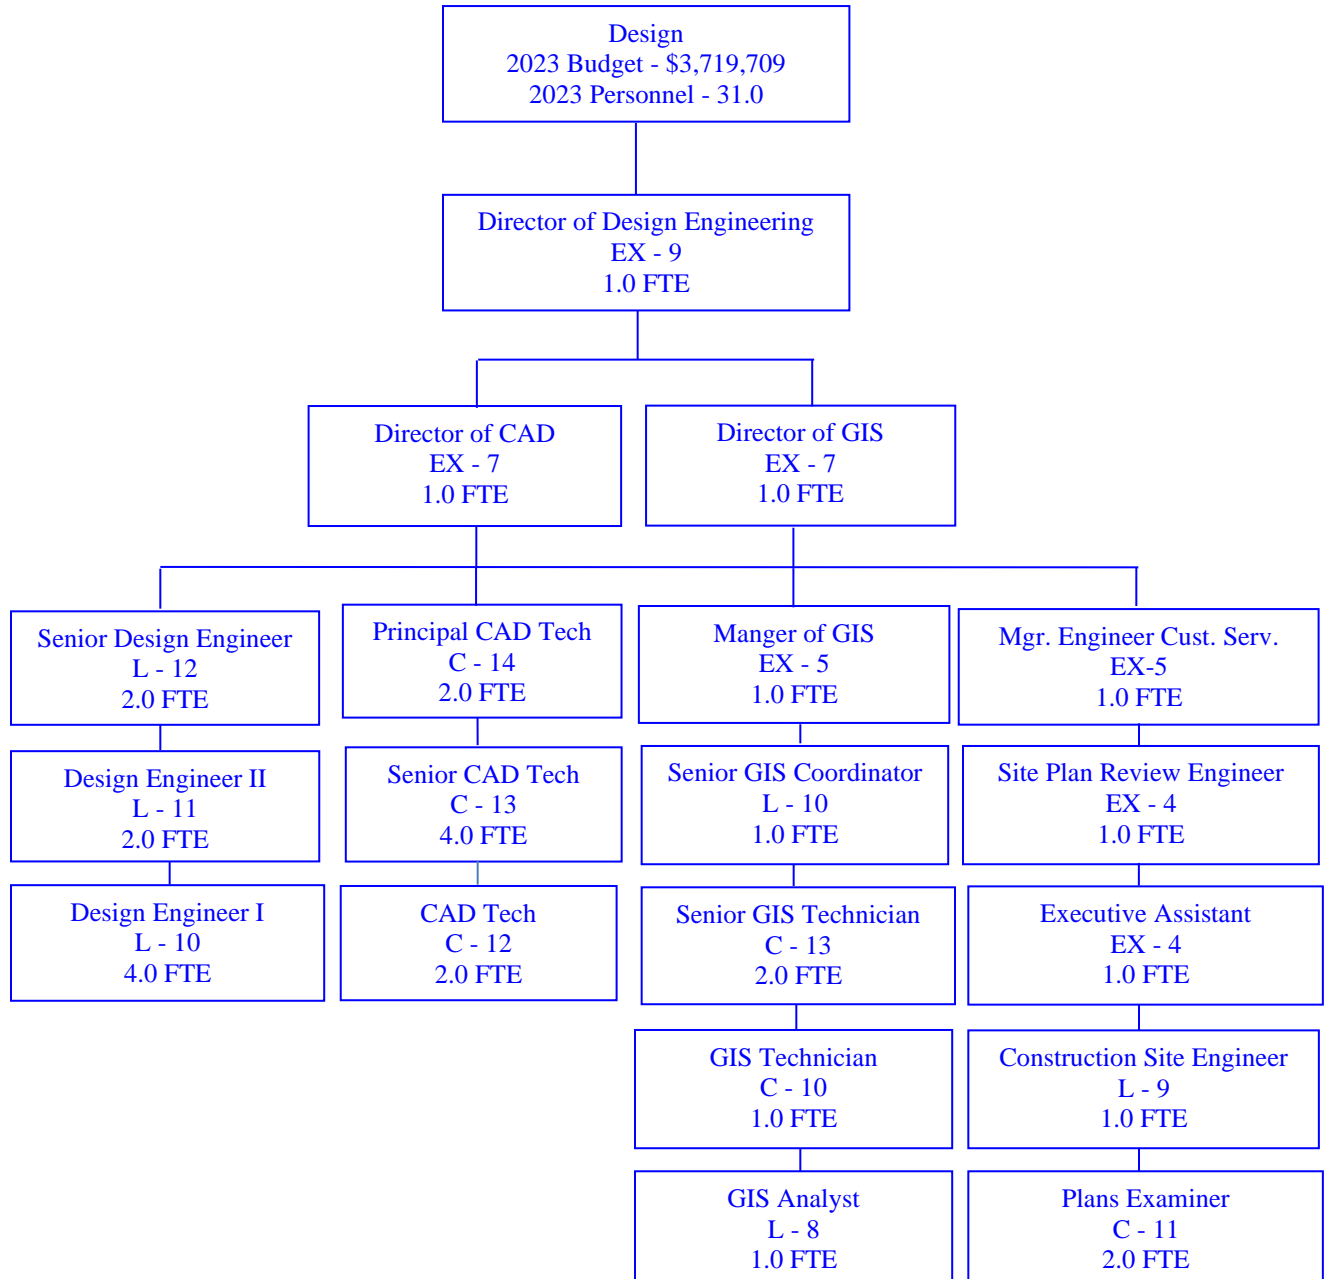 Design
2023 Budget - $3,719,709
2023 Personnel - 31.0
Director of Design Engineering
EX - 9
1.0 FTE
Director of CAD
EX - 7
1.0 FTE
Director of GIS
EX - 7
1.0 FTE
Senior Design Engineer
L - 12
2.0 FTE
Principal CAD Tech
C - 14
2.0 FTE
Manger of GIS
EX - 5
1.0 FTE
Mgr. Engineer Cust. Serv.
EX-5
1.0 FTE
Design Engineer II
L - 11
2.0 FTE
Senior CAD Tech
C - 13
4.0 FTE
Senior GIS Coordinator
L - 10
1.0 FTE
Site Plan Review Engineer
EX - 4
1.0 FTE
Design Engineer I
L - 10
4.0 FTE
CAD Tech
C - 12
2.0 FTE
Senior GIS Technician
C - 13
2.0 FTE
Executive Assistant
EX - 4
1.0 FTE
GIS Technician
C - 10
1.0 FTE
Construction Site Engineer
L - 9
1.0 FTE
GIS Analyst
L - 8
1.0 FTE
Plans Examiner
C - 11
2.0 FTE